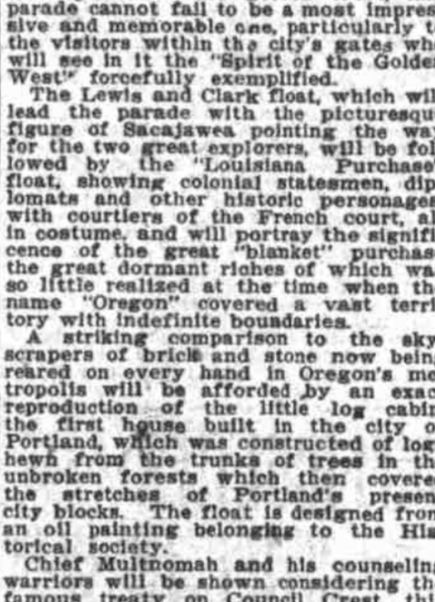 parade cannot fail to be a most impres
sive and memorable one, particularly t
the visitors within the city's gates wh
will see in it the "Spirit of the Golde
West" forcefully exemplified.
The Lewis and Clark float, which wil
lead the parade with the picturesqu
figure of Sacajawea pointing the wa
for the two great explorers, will be fol
lowed by the "Louisiana Purchase"
float, showing colonial statesmen, dip
lomats and other historic personages
with courtiers of the French court, al
in costume, and will portray the signifi
cence of the great "blanket" purchas
the great dormant riches of which wa
so little realized at the time when th
name "Oregon" covered a vast terri
tory with indefinite boundaries.
A striking comparison to the sky
scrapers of brick and stone now bein
reared on every hand in Oregon's me
tropolis will be afforded by an exac
reproduction of the little log cabin
the first house built in the city o
Portland, which was constructed of log
hewn from the trunks of trees in th
unbroken forests which then covere
the stretches of Portland's presen
city blocks. The float is designed from
an oil painting belonging to the His
torical society.
Chief Multnomah and his counseling
warriors will be shown considering th
famous treaty on Council Crest, thi